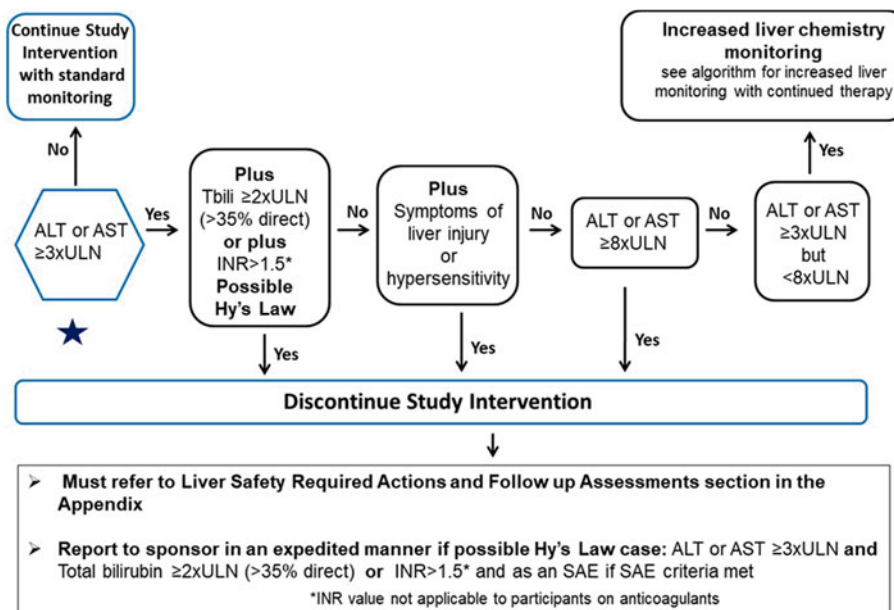 Continue Study
Intervention
with standard
monitoring
Increased liver chemistry
monitoring
see algorithm for increased liver
monitoring with continued therapy
No
Yes
ALT or AST
≥3xULN
Yes
Plus
Tbili ≥2xULN
(>35% direct)
or plus
INR>1.5*
Possible
Hy's Law
No
Plus
Symptoms of
liver injury
or
hypersensitivity
No
ALT or AST
≥8xULN
No
ALT or AST
≥3xULN
but
<8xULN
Yes
Yes
Yes
Discontinue Study Intervention
➤ Must refer to Liver Safety Required Actions and Follow up Assessments section in the
Appendix
➤ Report to sponsor in an expedited manner if possible Hy's Law case: ALT or AST ≥3xULN and
Total bilirubin ≥2xULN (>35% direct) or INR>1.5* and as an SAE if SAE criteria met
*INR value not applicable to participants on anticoagulants